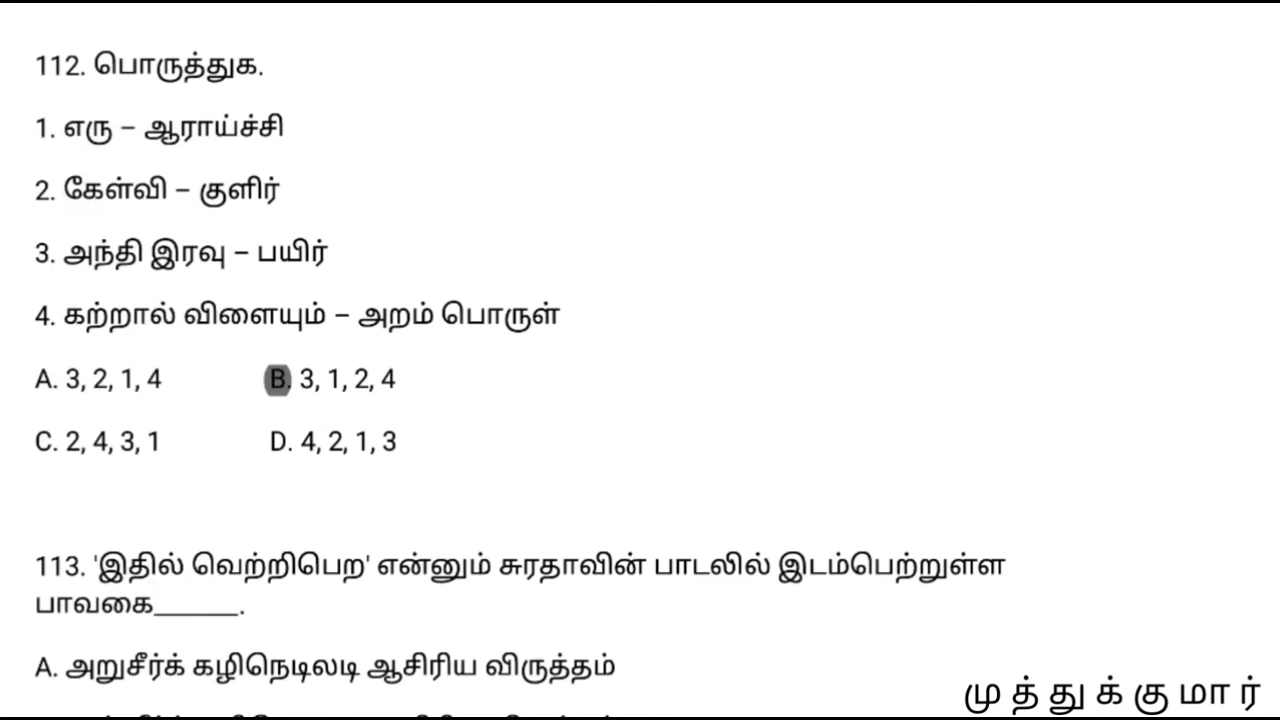 112. பொருத்துக.
1. எரு – ஆராய்ச்சி
2. கேள்வி – குளிர்
3. அந்தி இரவு – பயிர்
4. கற்றால் விளையும் – அறம் பொருள்
A. 3, 2, 1, 4 B. 3, 1, 2, 4
C. 2, 4, 3, 1 D. 4, 2, 1, 3
113. 'இதில் வெற்றிபெற' என்னும் சுரதாவின் பாடலில் இடம்பெற்றுள்ள
பாவகை______.
A. அறுசீர்க் கழிநெடிலடி ஆசிரிய விருத்தம்
மு த் து க் கு மா ர்